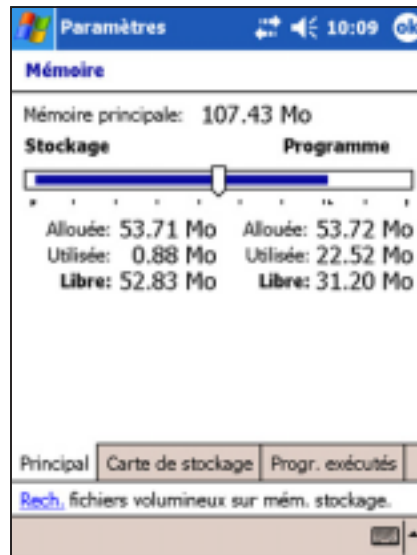 Paramètres 10:09 ok
Mémoire
Mémoire principale: 107.43 Mo
Stockage Programme
Allouée: 53.71 Mo Allouée: 53.72 Mo
Utilisée: 0.88 Mo Utilisée: 22.52 Mo
Libre: 52.83 Mo Libre: 31.20 Mo
Principal Carte de stockage Progr. exécutés
Rech. fichiers volumineux sur mém. stockage.